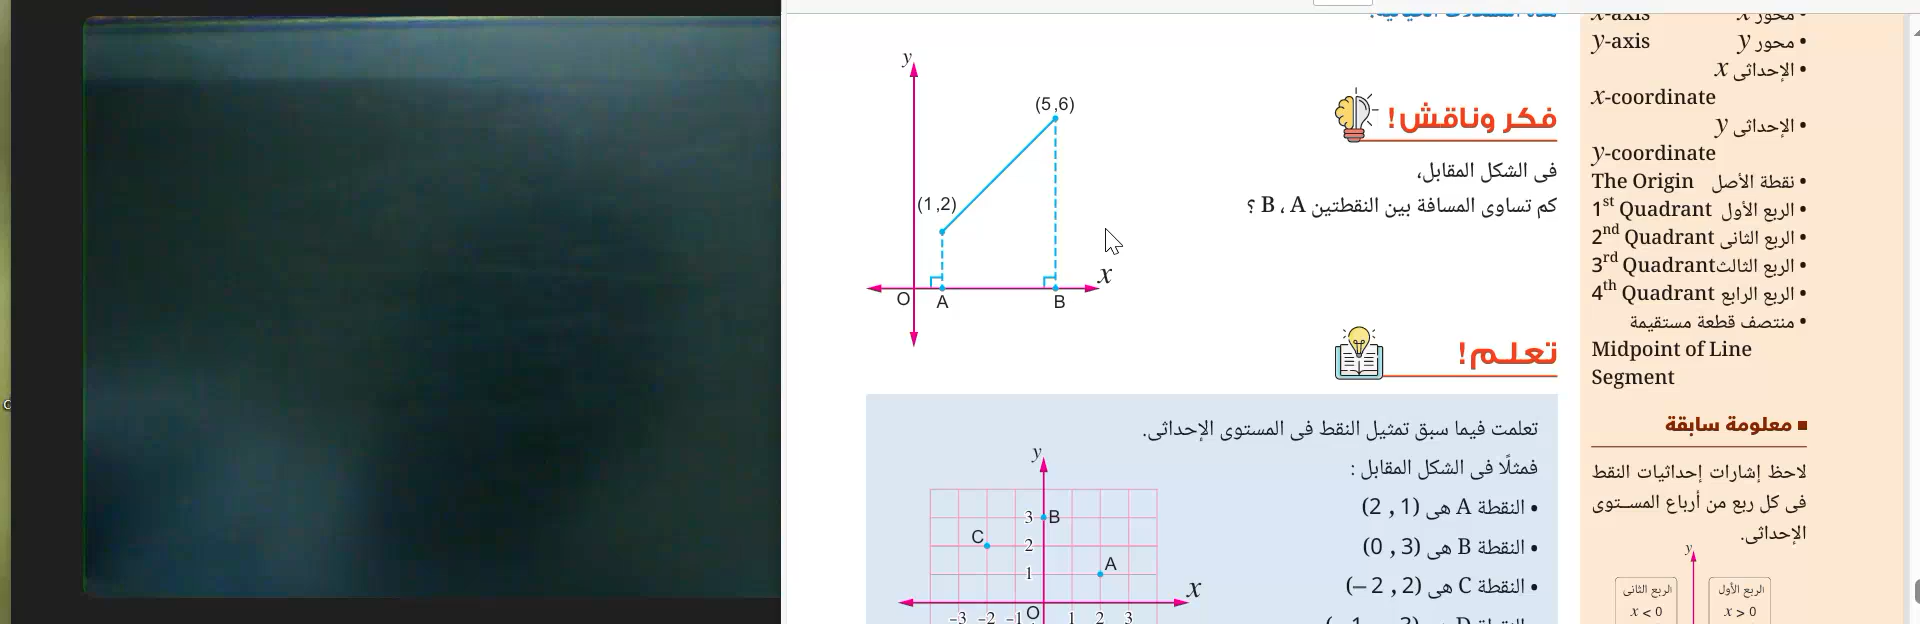 y
(5,6)
(1,2)
x
O
A
B
فكر وناقش!
فى الشكل المقابل،
كم تساوى المسافة بين النقطتين B ، A ؟
تعلـم!
تعلمت فيما سبق تمثيل النقط فى المستوى الإحداثى.
فمثلًا فى الشكل المقابل :
• النقطة A هى (2 , 1)
• النقطة B هى (0 , 3)
• النقطة C هى (−2 , 2)
y
3
B
C
2
A
1
x
O
−3 −2 −1 1 2 3
x-axis
• محور x
y-axis
• محور y
• الإحداثى x
x-coordinate
• الإحداثى y
y-coordinate
• نقطة الأصل The Origin
• الربع الأول 1st Quadrant
• الربع الثانى 2nd Quadrant
• الربع الثالث 3rd Quadrant
• الربع الرابع 4th Quadrant
• منتصف قطعة مستقيمة
Midpoint of Line
Segment
■ معلومة سابقة
لاحظ إشارات إحداثيات النقط
فى كل ربع من أرباع المستوى
الإحداثى.
y
الربع الأول
x > 0
الربع الثانى
x < 0